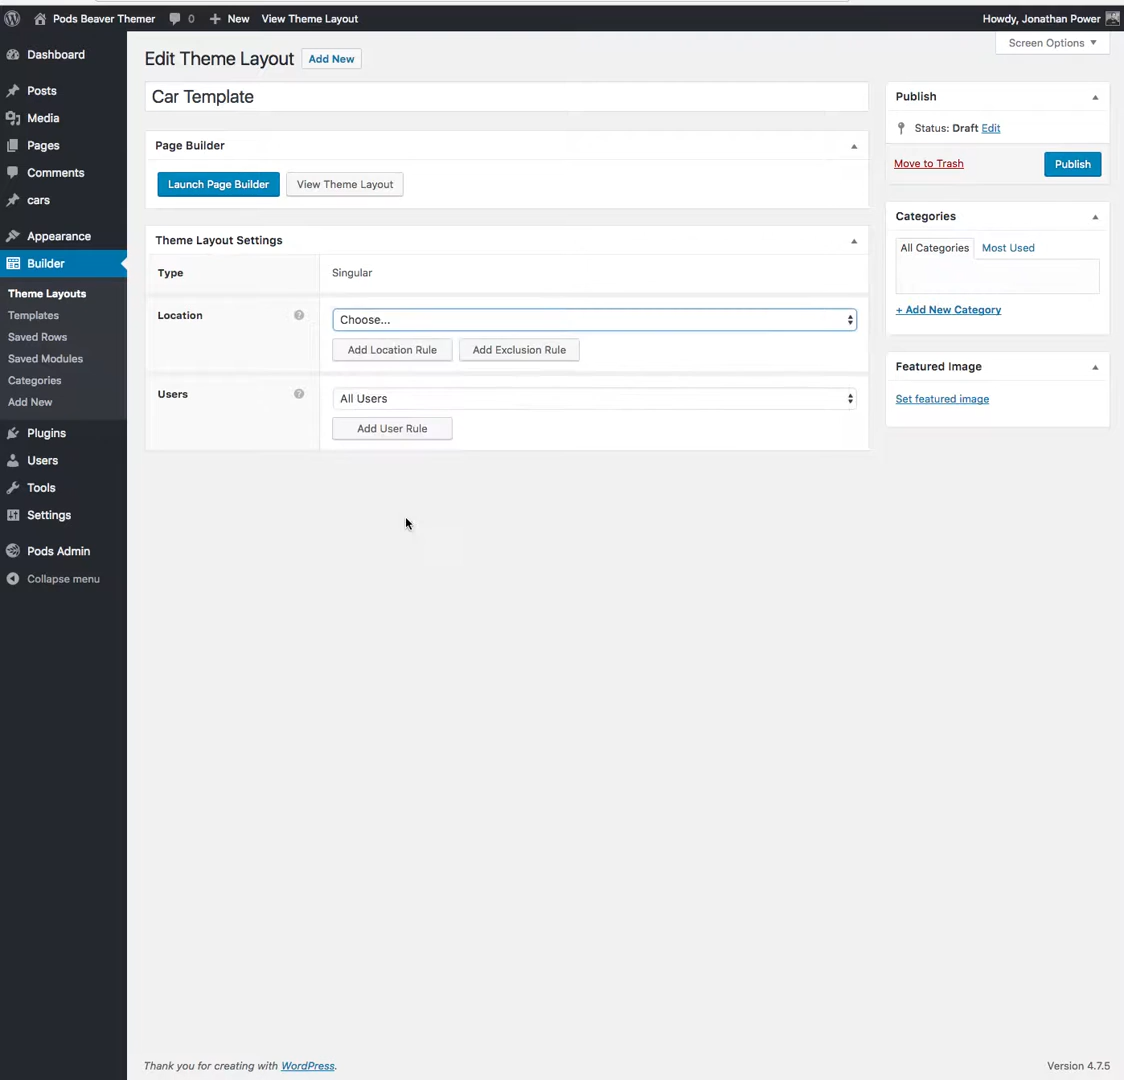 Pods Beaver Themer 0 New View Theme Layout Howdy, Jonathan Power
Screen Options
Dashboard
Posts
Media
Pages
Comments
cars
Appearance
Builder
Theme Layouts
Templates
Saved Rows
Saved Modules
Categories
Add New
Plugins
Users
Tools
Settings
Pods Admin
Collapse menu
Edit Theme Layout Add New
Car Template
Page Builder
Launch Page Builder View Theme Layout
Theme Layout Settings
Type Singular
Location ? Choose...
Add Location Rule Add Exclusion Rule
Users ? All Users
Add User Rule
Publish
Status: Draft Edit
Move to Trash Publish
Categories
All Categories Most Used
+ Add New Category
Featured Image
Set featured image
Thank you for creating with WordPress. Version 4.7.5